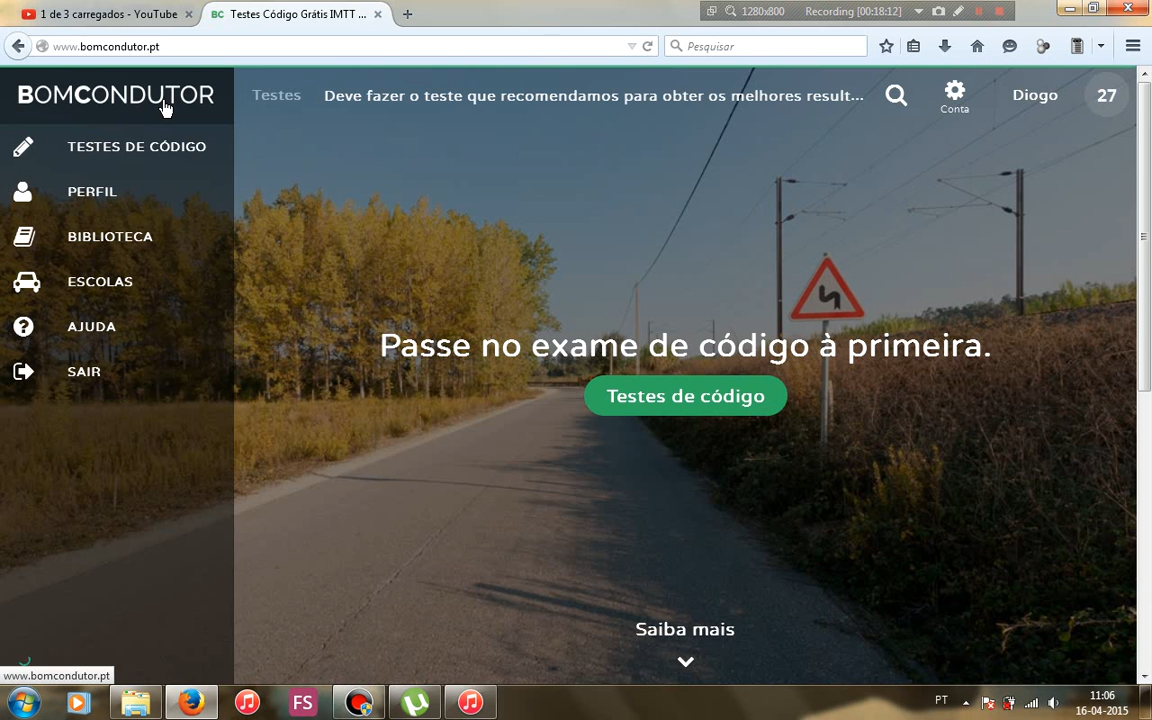 1 de 3 carregados - YouTube
BC Testes Código Grátis IMTT ...
1280x800
Recording [00:18:12]
www.bomcondutor.pt
Pesquisar
BOMCONDUTOR
Testes
Deve fazer o teste que recomendamos para obter os melhores result...
Conta
Diogo
27
TESTES DE CÓDIGO
PERFIL
BIBLIOTECA
ESCOLAS
AJUDA
SAIR
Passe no exame de código à primeira.
Testes de código
Saiba mais
www.bomcondutor.pt
FS
PT
11:06
16-04-2015